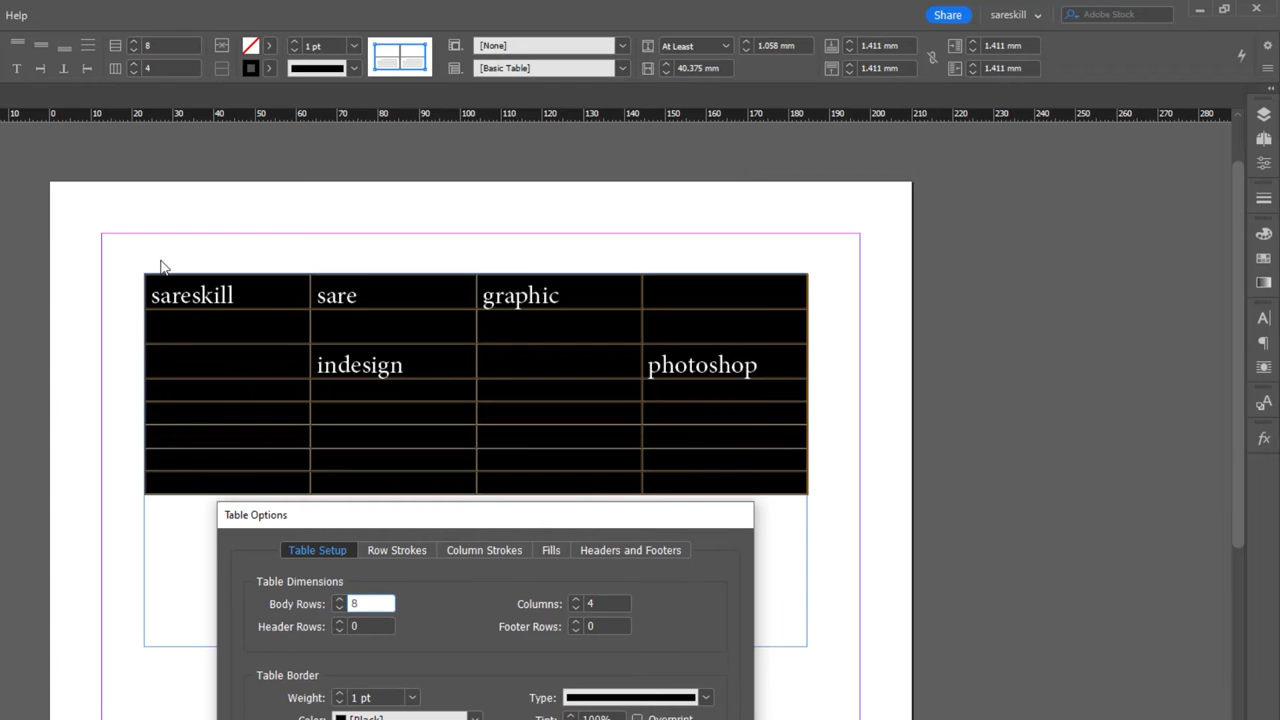 Help Share sareskill Adobe Stock
8 1 pt [None] At Least 1.058 mm 1.411 mm 1.411 mm
4 [Basic Table] 40.375 mm 1.411 mm 1.411 mm
10 0 10 20 30 40 50 60 70 80 90 100 110 120 130 140 150 160 170 180 190 200 210 220 230 240 250 260 270 280
sareskill sare graphic
indesign photoshop
Table Options
Table Setup Row Strokes Column Strokes Fills Headers and Footers
Table Dimensions
Body Rows: 8 Columns: 4
Header Rows: 0 Footer Rows: 0
Table Border
Weight: 1 pt Type:
Color: [Black] Tint: 100% Overprint